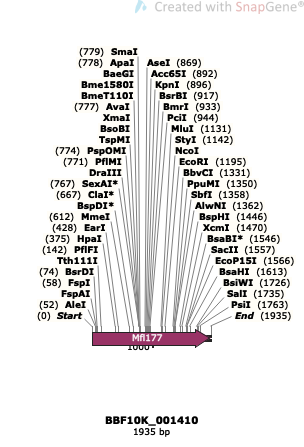 Created with SnapGene®
(779) SmaI
(778) ApaI AseI (869)
BaeGI Acc65I (892)
Bme1580I KpnI (896)
BmeT110I BsrBI (917)
(777) AvaI BmrI (933)
XmaI PciI (944)
BsoBI MluI (1131)
TspMI StyI (1142)
(774) PspOMI NcoI
(771) PflMI EcoRI (1195)
DraIII BbvCI (1331)
(767) SexAI* PpuMI (1350)
(667) ClaI* SbfI (1358)
BspDI* AlwNI (1362)
(612) MmeI BspHI (1446)
(428) EarI XcmI (1470)
(375) HpaI BsaBI* (1546)
(142) PflFI SacII (1557)
Tth111I EcoP15I (1566)
(74) BsrDI BsaHI (1613)
(58) FspI BsiWI (1726)
FspAI SalI (1735)
(52) AleI PsiI (1763)
(0) Start End (1935)
Mfl177
1000
BBF10K_001410
1935 bp